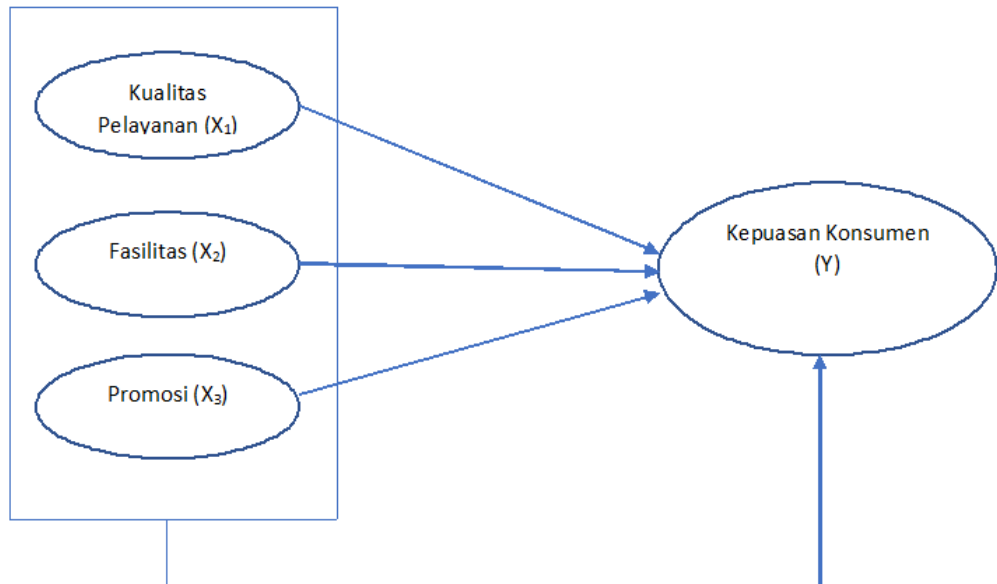 Kualitas
Pelayanan (X₁)
Fasilitas (X₂)
Promosi (X₃)
Kepuasan Konsumen
(Y)